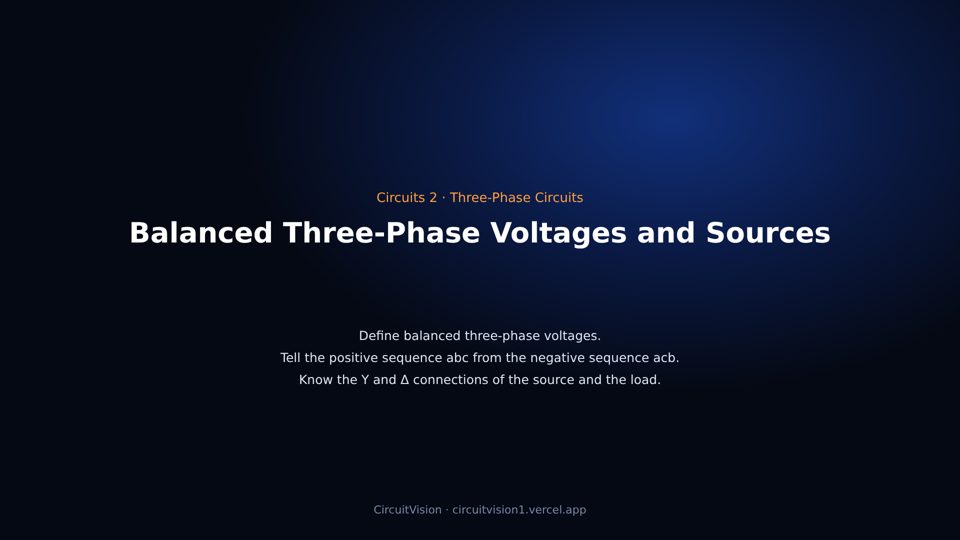 Circuits 2 · Three-Phase Circuits
Balanced Three-Phase Voltages and Sources
Define balanced three-phase voltages.
Tell the positive sequence abc from the negative sequence acb.
Know the Y and Δ connections of the source and the load.
CircuitVision · circuitvision1.vercel.app